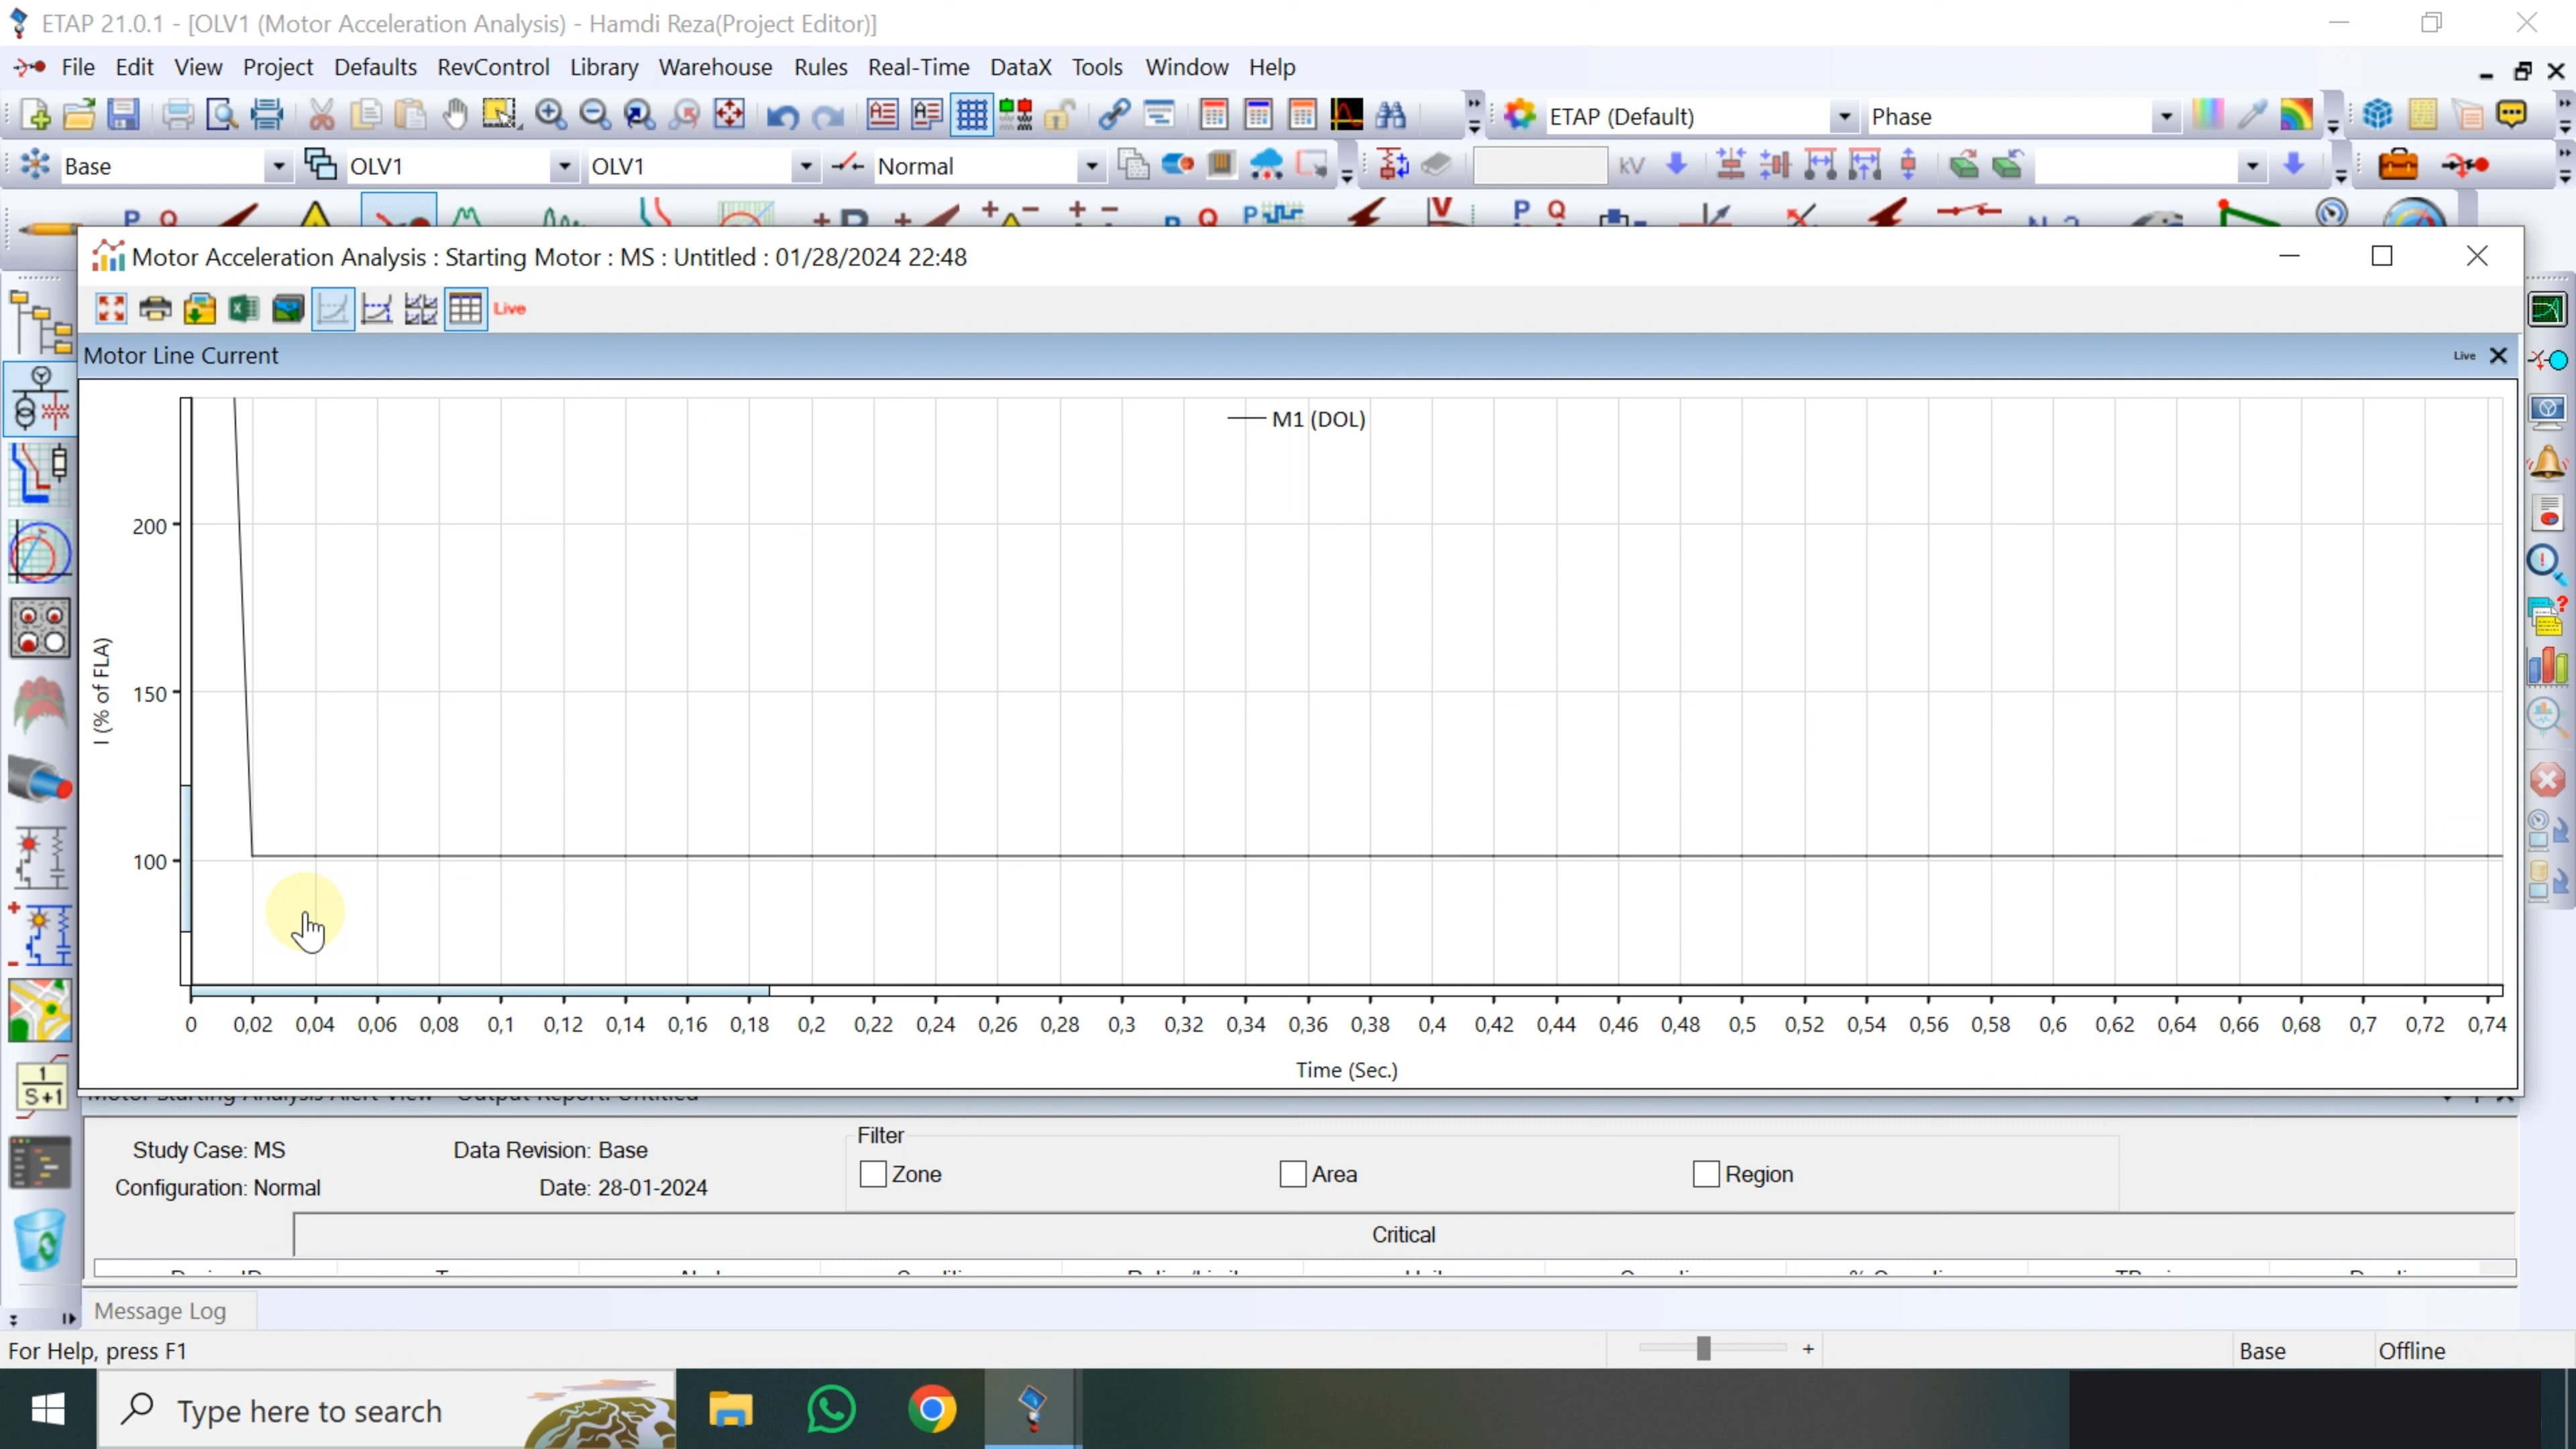 ETAP 21.0.1 - [OLV1 (Motor Acceleration Analysis) - Hamdi Reza(Project Editor)]
File Edit View Project Defaults RevControl Library Warehouse Rules Real-Time DataX Tools Window Help
ETAP (Default) Phase
Base OLV1 OLV1 Normal kV
Motor Acceleration Analysis : Starting Motor : MS : Untitled : 01/28/2024 22:48
Live
Motor Line Current Live
M1 (DOL)
200
150
100
I (% of FLA)
0 0,02 0,04 0,06 0,08 0,1 0,12 0,14 0,16 0,18 0,2 0,22 0,24 0,26 0,28 0,3 0,32 0,34 0,36 0,38 0,4 0,42 0,44 0,46 0,48 0,5 0,52 0,54 0,56 0,58 0,6 0,62 0,64 0,66 0,68 0,7 0,72 0,74
Time (Sec.)
1
S+1
Study Case: MS Data Revision: Base Filter
Zone Area Region
Configuration: Normal Date: 28-01-2024
Critical
Message Log
For Help, press F1 + Base Offline
Type here to search